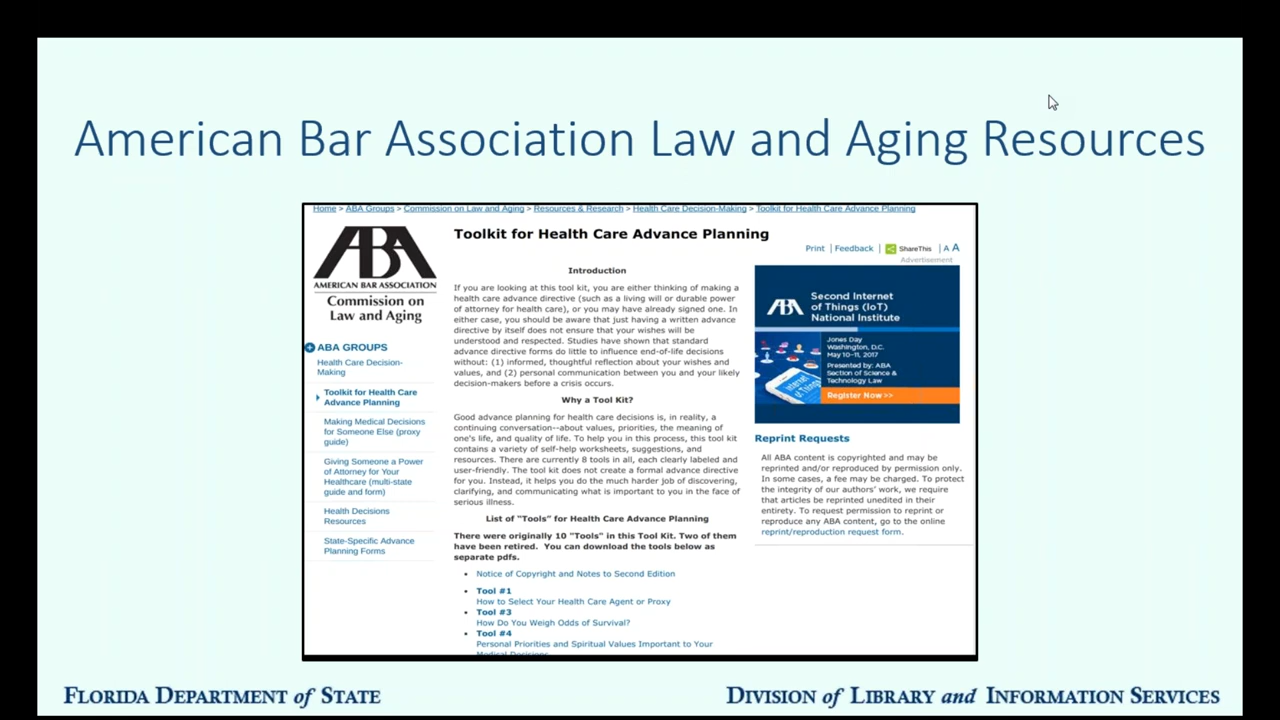 American Bar Association Law and Aging Resources
Home > ABA Groups > Commission on Law and Aging > Resources & Research > Health Care Decision-Making > Toolkit for Health Care Advance Planning
ABA
AMERICAN BAR ASSOCIATION
Commission on
Law and Aging
ABA GROUPS
Health Care Decision-
Making
Toolkit for Health Care
Advance Planning
Making Medical Decisions
for Someone Else (proxy
guide)
Giving Someone a Power
of Attorney for Your
Healthcare (multi-state
guide and form)
Health Decisions
Resources
State-Specific Advance
Planning Forms
Toolkit for Health Care Advance Planning
Print | Feedback | ShareThis | A A
Advertisement
Introduction
If you are looking at this tool kit, you are either thinking of making a
health care advance directive (such as a living will or durable power
of attorney for health care), or you may have already signed one. In
either case, you should be aware that just having a written advance
directive by itself does not ensure that your wishes will be
understood and respected. Studies have shown that standard
advance directive forms do little to influence end-of-life decisions
without: (1) informed, thoughtful reflection about your wishes and
values, and (2) personal communication between you and your likely
decision-makers before a crisis occurs.
Why a Tool Kit?
Good advance planning for health care decisions is, in reality, a
continuing conversation--about values, priorities, the meaning of
one's life, and quality of life. To help you in this process, this tool kit
contains a variety of self-help worksheets, suggestions, and
resources. There are currently 8 tools in all, each clearly labeled and
user-friendly. The tool kit does not create a formal advance directive
for you. Instead, it helps you do the much harder job of discovering,
clarifying, and communicating what is important to you in the face of
serious illness.
List of "Tools" for Health Care Advance Planning
There were originally 10 "Tools" in this Tool Kit. Two of them
have been retired. You can download the tools below as
separate pdfs.
• Notice of Copyright and Notes to Second Edition
• Tool #1
How to Select Your Health Care Agent or Proxy
• Tool #3
How Do You Weigh Odds of Survival?
• Tool #4
Personal Priorities and Spiritual Values Important to Your
Medical Decisions
ABA
Second Internet
of Things (IoT)
National Institute
Jones Day
Washington, D.C.
May 10-11, 2017
Presented by: ABA
Section of Science &
Technology Law
Internet of Things
Register Now >>
Reprint Requests
All ABA content is copyrighted and may be
reprinted and/or reproduced by permission only.
In some cases, a fee may be charged. To protect
the integrity of our authors' work, we require
that articles be reprinted unedited in their
entirety. To request permission to reprint or
reproduce any ABA content, go to the online
reprint/reproduction request form.
FLORIDA DEPARTMENT of STATE
DIVISION of LIBRARY and INFORMATION SERVICES